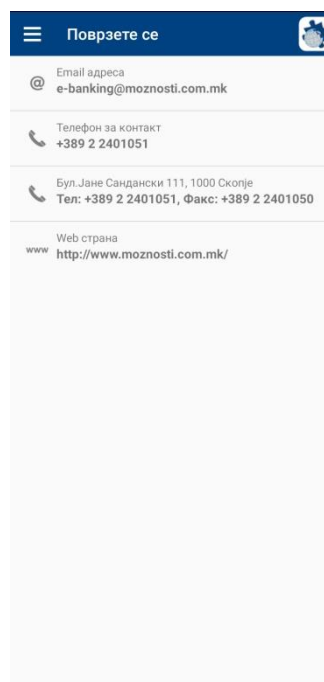 Поврзете се
@
Email адреса
e-banking@moznosti.com.mk
Телефон за контакт
+389 2 2401051
Бул.Јане Сандански 111, 1000 Скопје
Тел: +389 2 2401051, Факс: +389 2 2401050
www
Web страна
http://www.moznosti.com.mk/